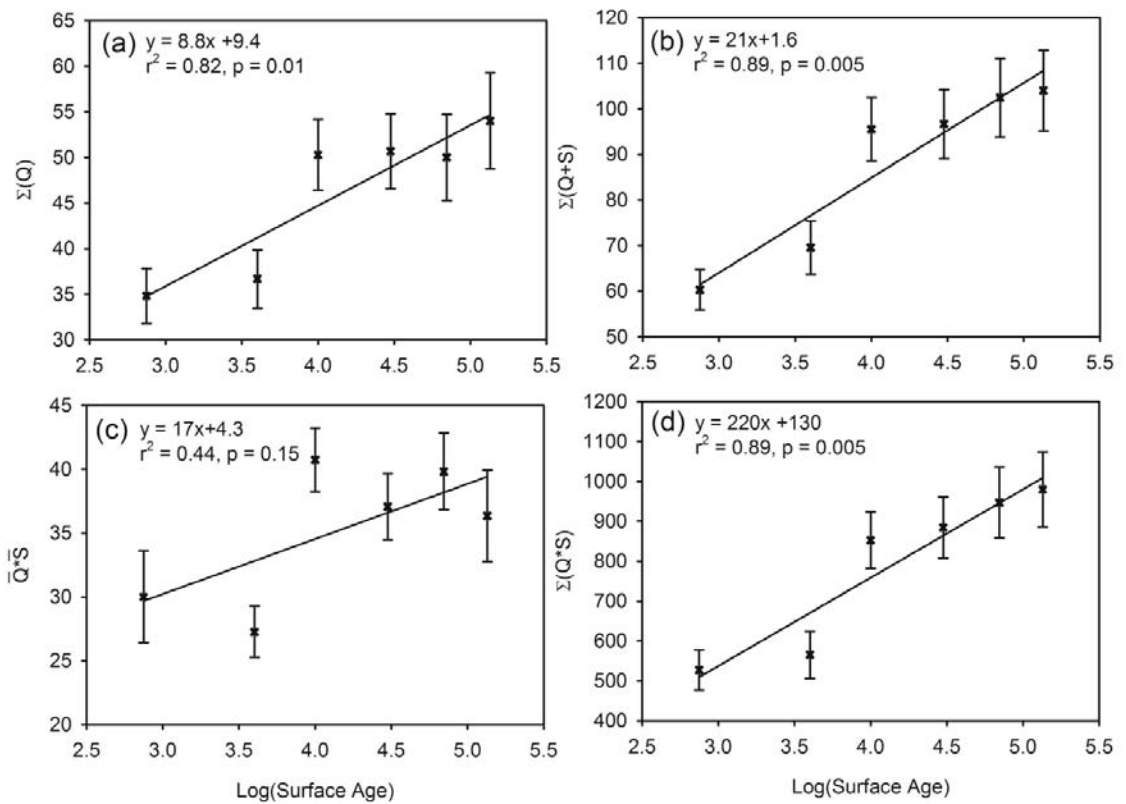 (a) y = 8.8x +9.4
r² = 0.82, p = 0.01
65
60
55
50
45
40
35
30
Σ(Q)
2.5 3.0 3.5 4.0 4.5 5.0 5.5
(b) y = 21x+1.6
r² = 0.89, p = 0.005
120
110
100
90
80
70
60
50
Σ(Q+S)
2.5 3.0 3.5 4.0 4.5 5.0 5.5
(c) y = 17x+4.3
r² = 0.44, p = 0.15
45
40
35
30
25
20
Q̅*S̅
2.5 3.0 3.5 4.0 4.5 5.0 5.5
Log(Surface Age)
(d) y = 220x +130
r² = 0.89, p = 0.005
1200
1100
1000
900
800
700
600
500
400
Σ(Q*S)
2.5 3.0 3.5 4.0 4.5 5.0 5.5
Log(Surface Age)